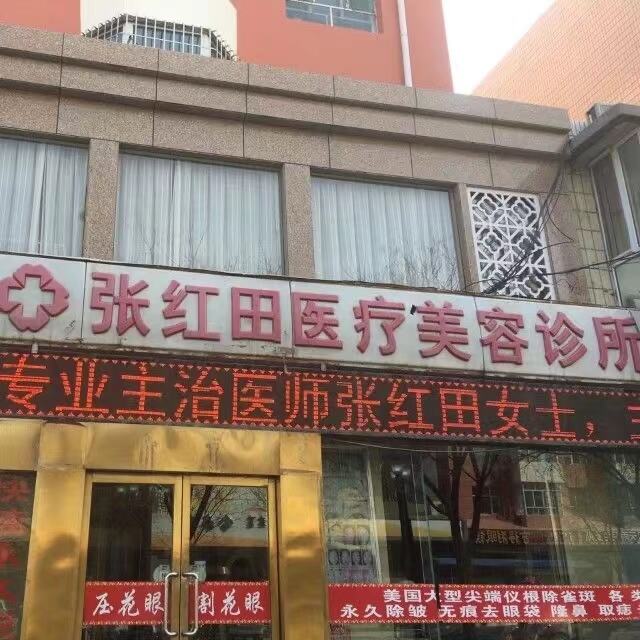 张红田医疗美容诊所
专业主治医师张红田女士，
压花眼 割花眼
美国大型尖端仪根除雀斑 各类
永久除皱 无痕去眼袋 隆鼻 取痣